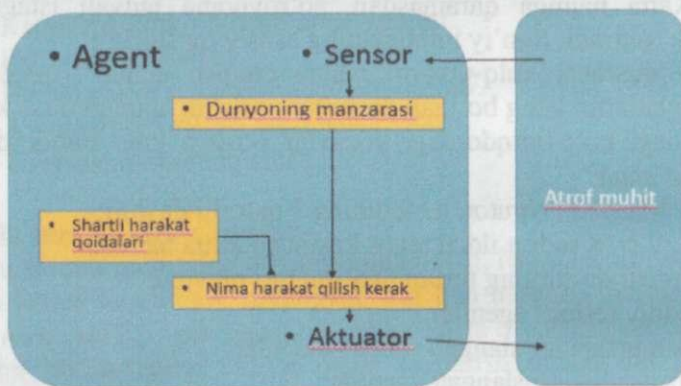 • Agent
• Sensor
• Dunyoning manzarasi
Atrof muhit
• Shartli harakat
qoidalari
• Nima harakat qilish kerak
• Aktuator